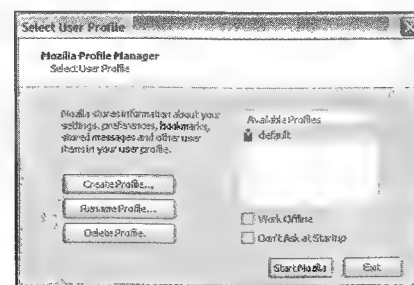 Select User Profile
Mozilla Profile Manager
Select User Profile
Mozilla stores information about your
settings, preferences, bookmarks,
stored messages and other user
items in your user profile.
Available Profiles
default
Create Profile...
Rename Profile...
Delete Profile...
Work Offline
Don't Ask at Startup
Start Mozilla
Exit